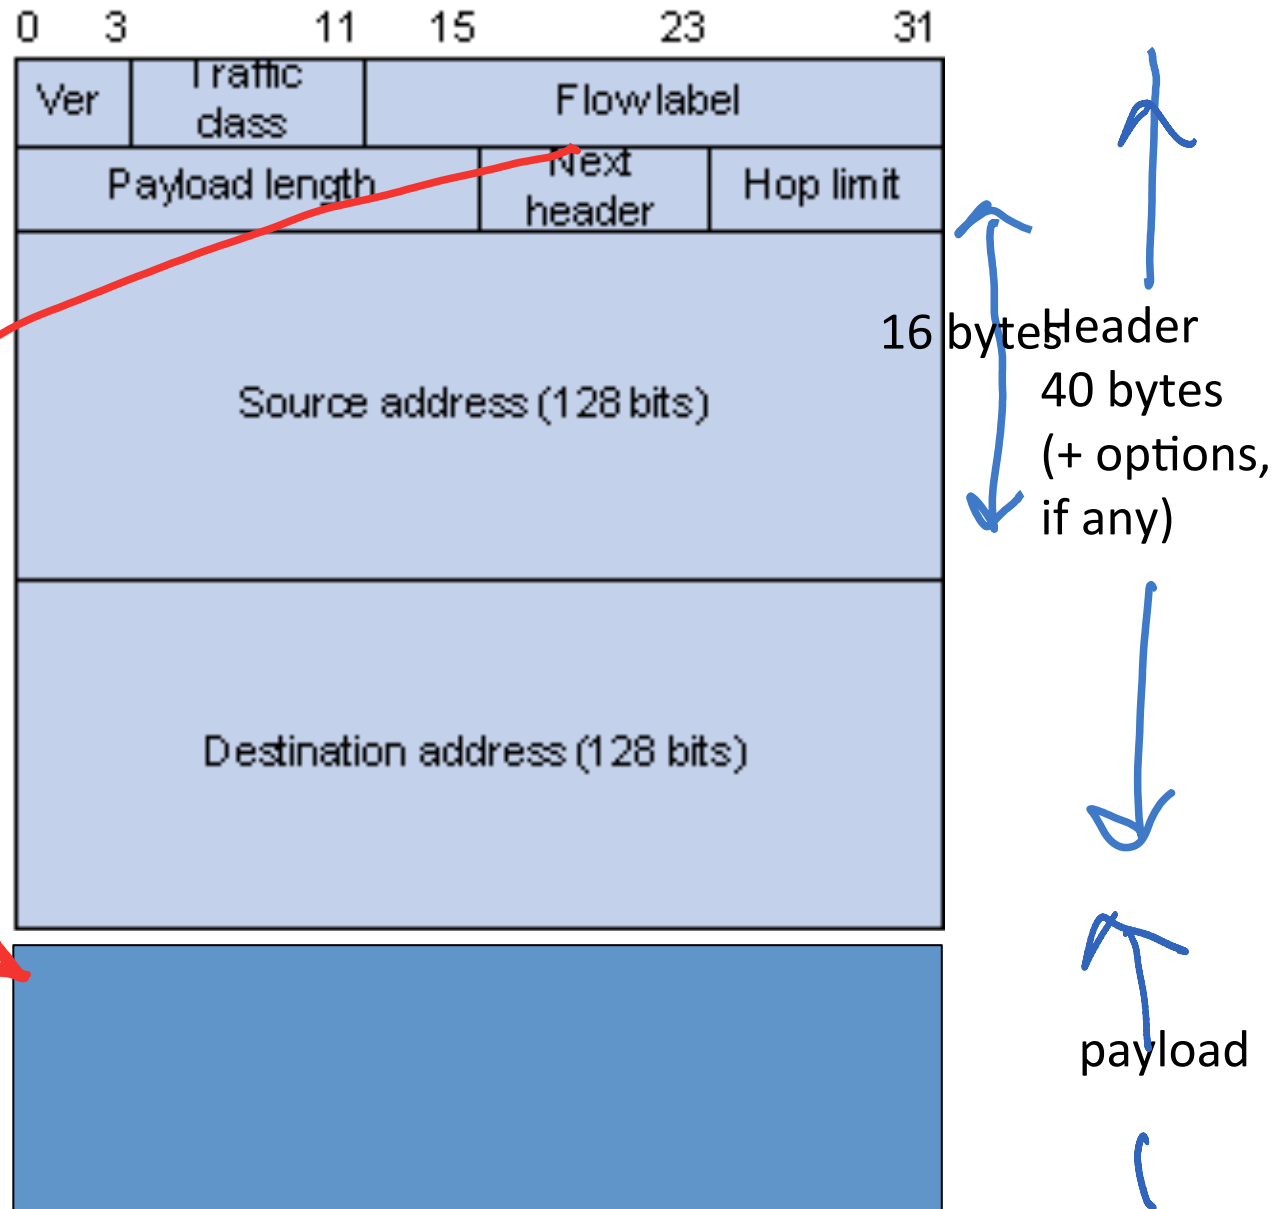 0 3 11 15 23 31
Ver
Traffic
class
Flow label
Payload length
Next
header
Hop limit
Source address (128 bits)
16 bytes
Header
40 bytes
(+ options,
if any)
Destination address (128 bits)
payload